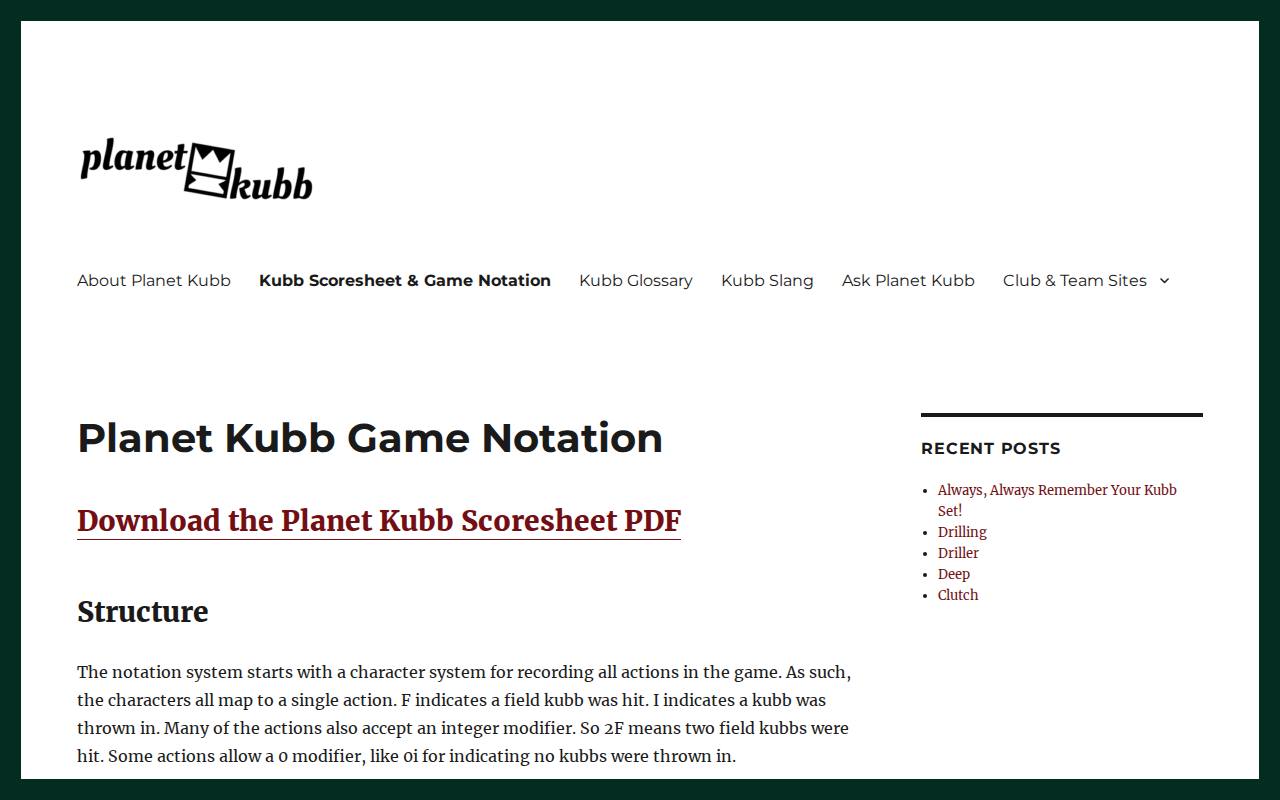 planet kubb
About Planet Kubb Kubb Scoresheet & Game Notation Kubb Glossary Kubb Slang Ask Planet Kubb Club & Team Sites
Planet Kubb Game Notation
Download the Planet Kubb Scoresheet PDF
Structure
The notation system starts with a character system for recording all actions in the game. As such,
the characters all map to a single action. F indicates a field kubb was hit. I indicates a kubb was
thrown in. Many of the actions also accept an integer modifier. So 2F means two field kubbs were
hit. Some actions allow a 0 modifier, like 0i for indicating no kubbs were thrown in.
RECENT POSTS
Always, Always Remember Your Kubb
Set!
Drilling
Driller
Deep
Clutch